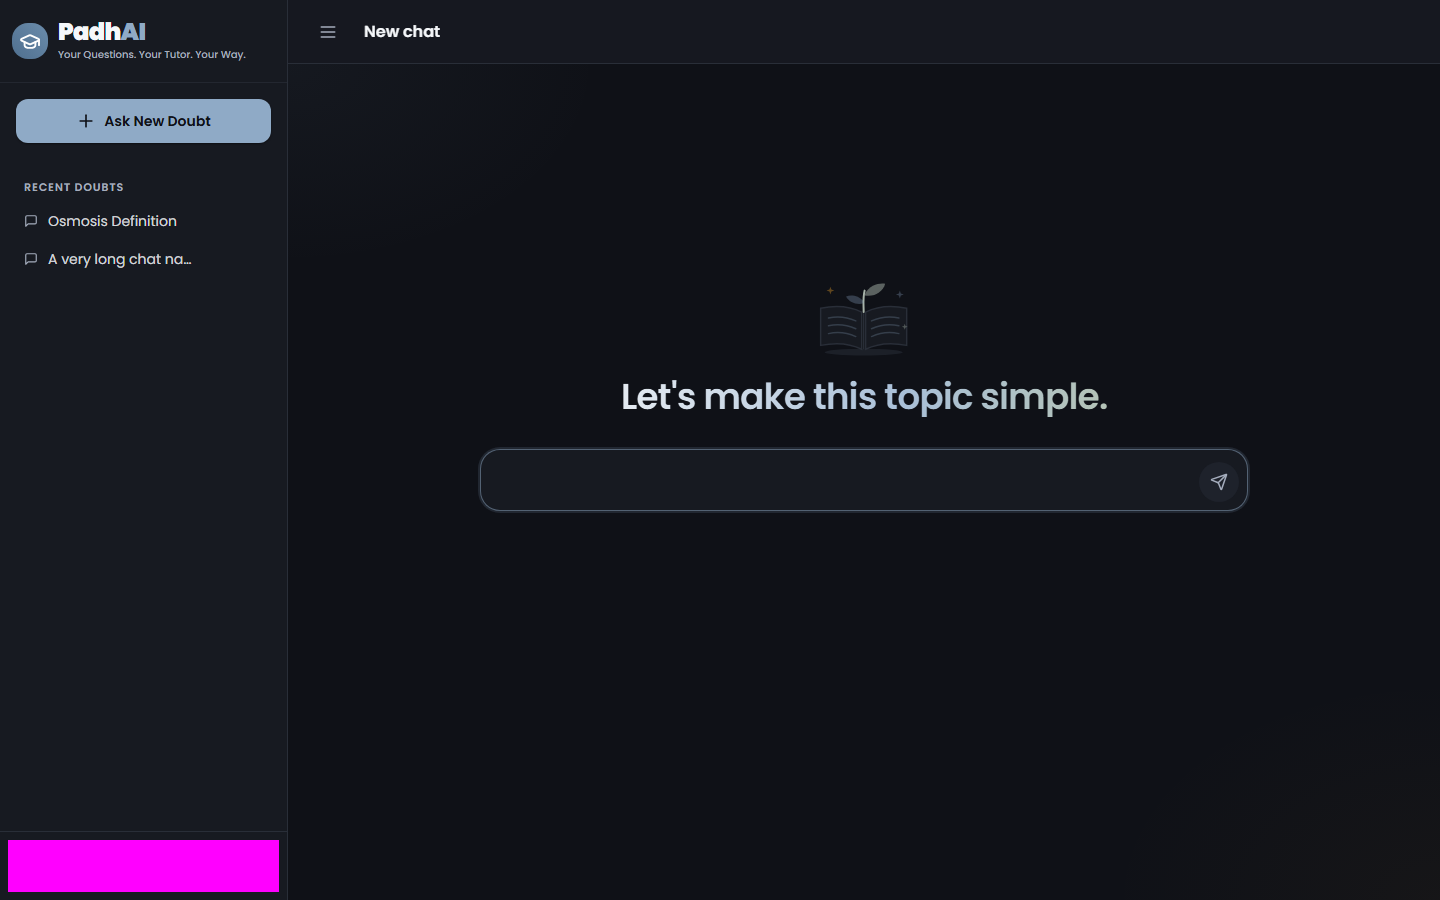 PadhAI
Your Questions. Your Tutor. Your Way.
New chat
Ask New Doubt
RECENT DOUBTS
Osmosis Definition
A very long chat na...
Let's make this topic simple.